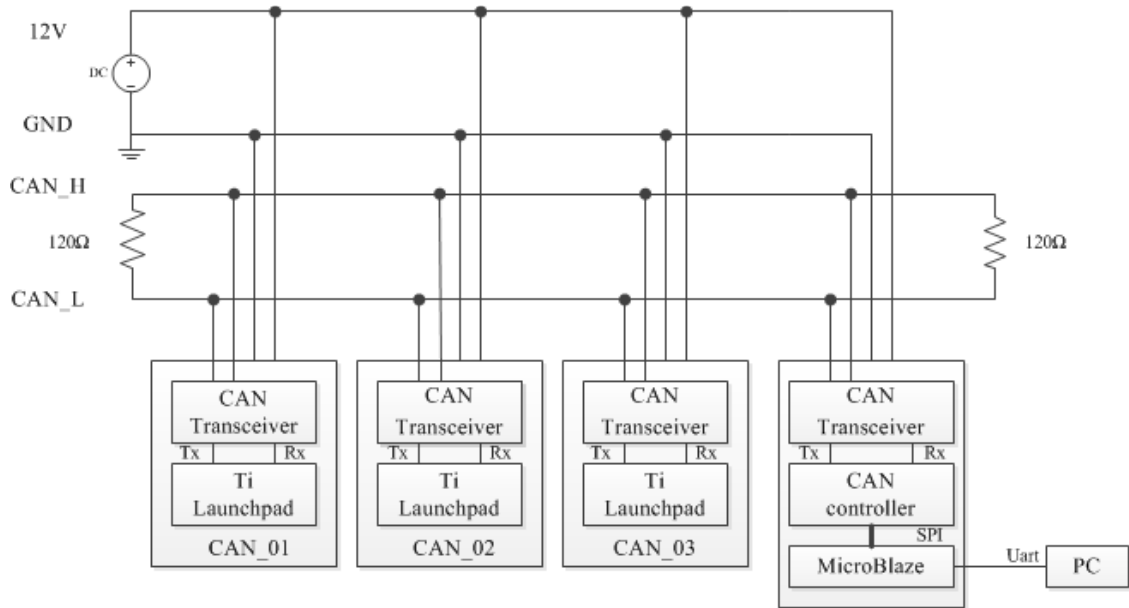 12V
DC
GND
CAN_H
120Ω
120Ω
CAN_L
CAN
Transceiver
Tx
Rx
Ti
Launchpad
CAN_01
CAN
Transceiver
Tx
Rx
Ti
Launchpad
CAN_02
CAN
Transceiver
Tx
Rx
Ti
Launchpad
CAN_03
CAN
Transceiver
Tx
Rx
CAN
controller
SPI
MicroBlaze
Uart
PC